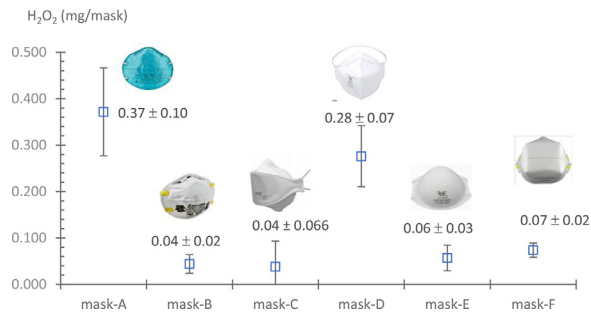 H₂O₂ (mg/mask)
0.500
0.400
0.300
0.200
0.100
0.000
0.37 ± 0.10
0.04 ± 0.02
0.04 ± 0.066
0.28 ± 0.07
0.06 ± 0.03
0.07 ± 0.02
mask-A mask-B mask-C mask-D mask-E mask-F